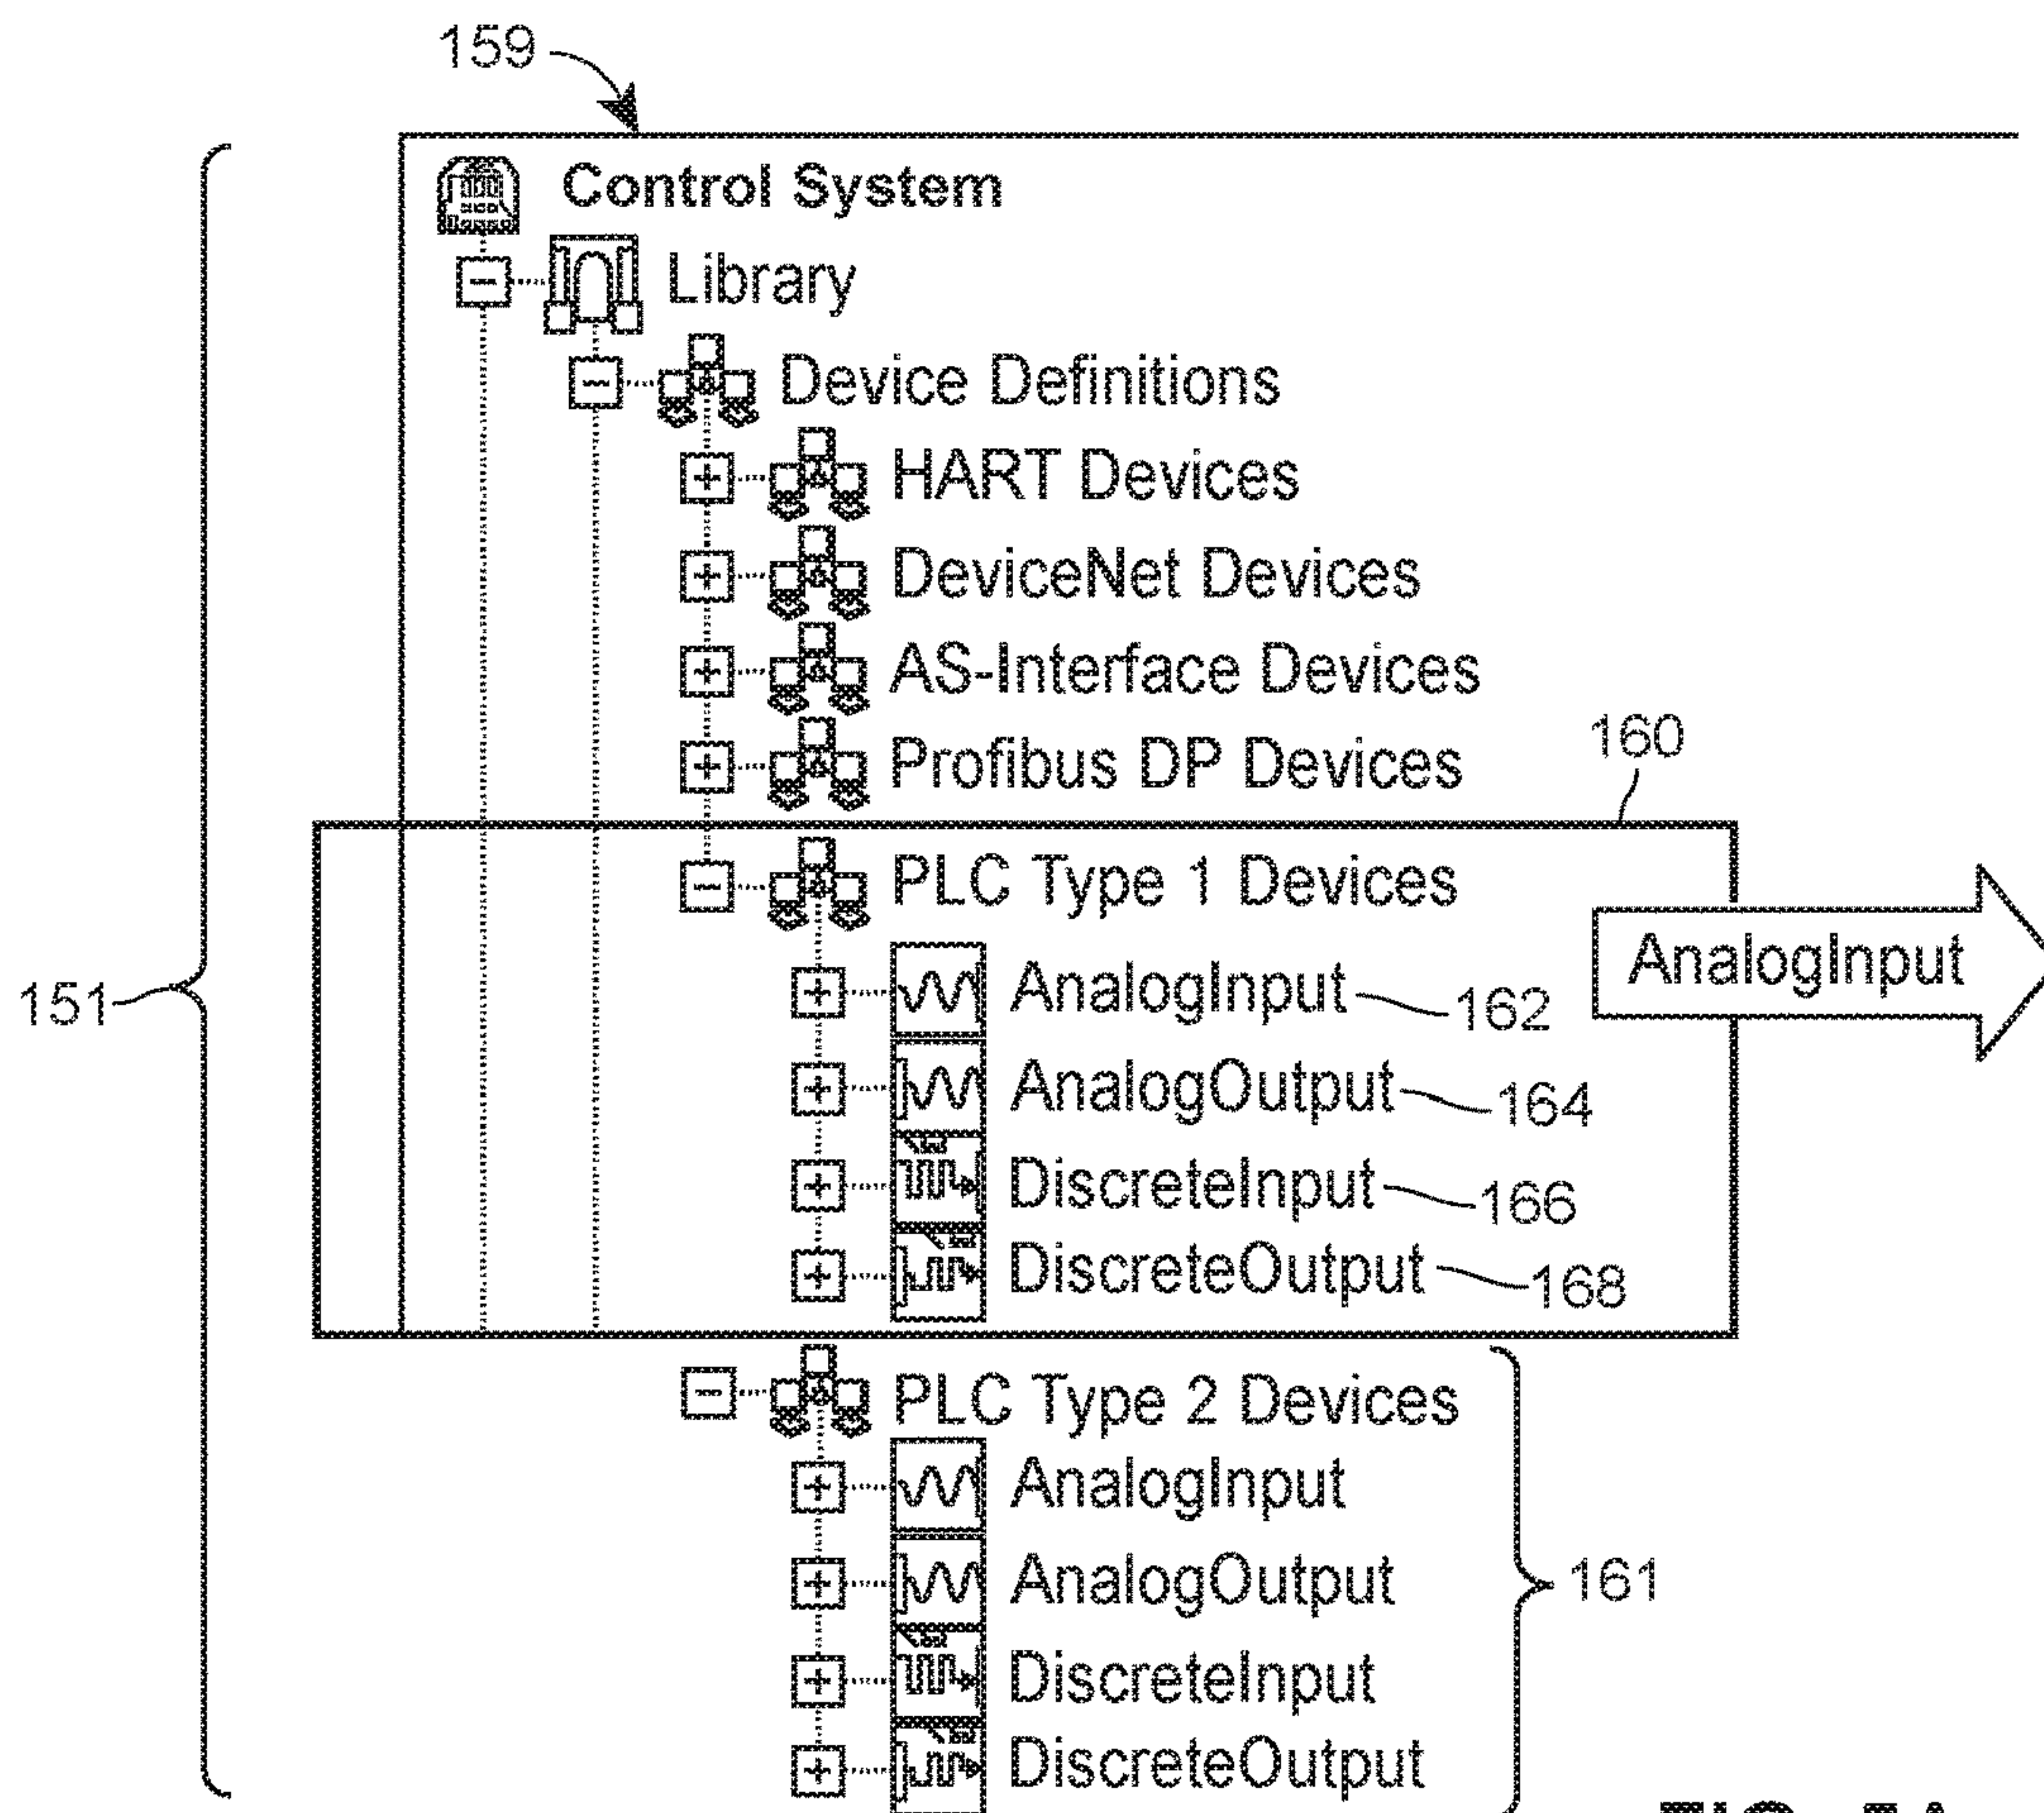 159
Control System
Library
Device Definitions
HART Devices
DeviceNet Devices
AS-Interface Devices
Profibus DP Devices
160
PLC Type 1 Devices
AnalogInput
151
AnalogInput 162
AnalogOutput 164
DiscreteInput 166
DiscreteOutput 168
PLC Type 2 Devices
AnalogInput
AnalogOutput 161
DiscreteInput
DiscreteOutput